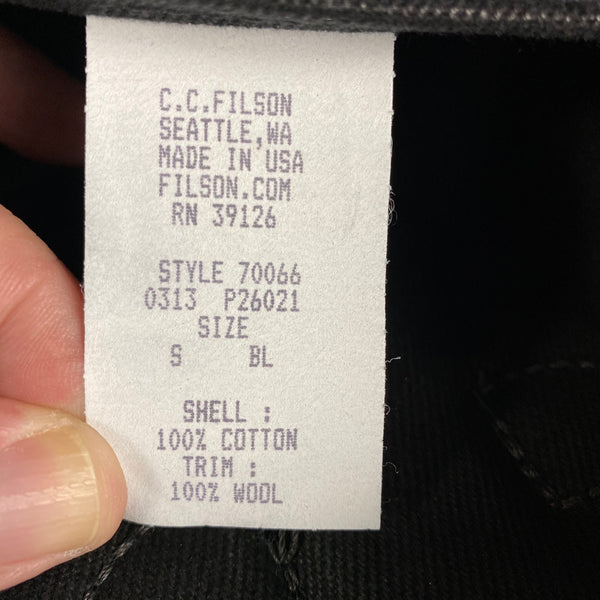 C.C.FILSON
SEATTLE,WA
MADE IN USA
FILSON.COM
RN 39126
STYLE 70066
0313 P26021
SIZE
S BL
SHELL :
100% COTTON
TRIM :
100% WOOL